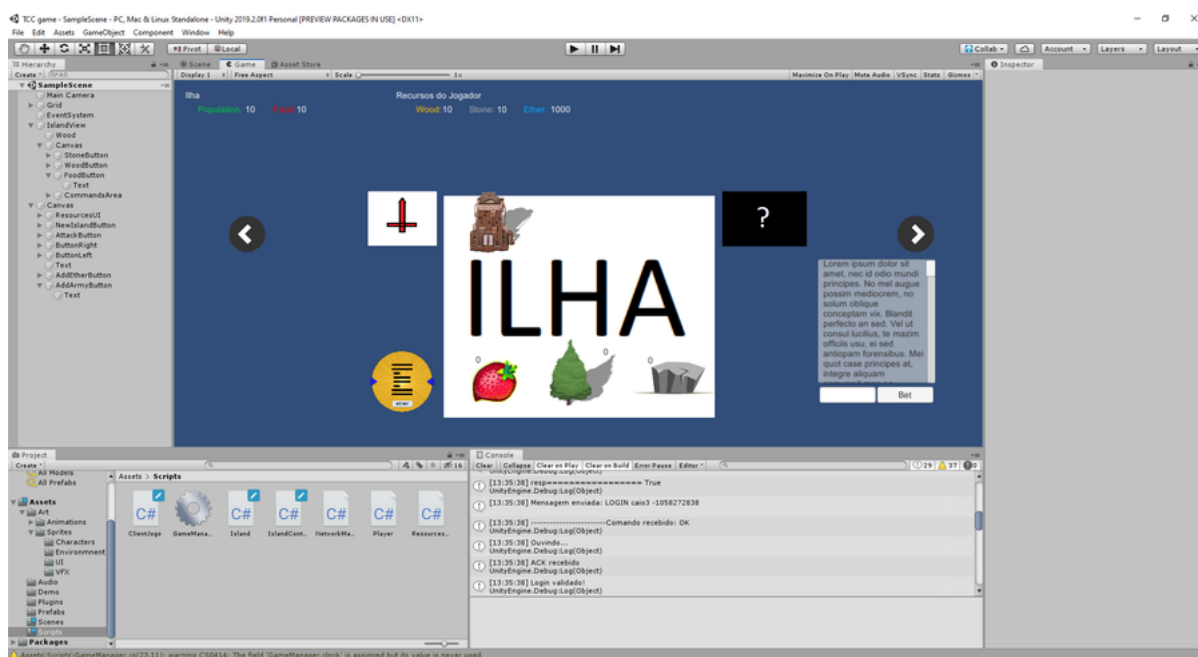 TCC game - SampleScene - PC, Mac & Linux Standalone - Unity 2019.2.0f1 Personal [PREVIEW PACKAGES IN USE] <DX11>
File Edit Assets GameObject Component Window Help
Pivot Local Collab Account Layers Layout
Hierarchy Scene Game Asset Store Inspector
Create All Display 1 Free Aspect Scale 1x Maximize On Play Mute Audio VSync Stats Gizmos
SampleScene
Main Camera
Grid
EventSystem
IslandView
Wood
Canvas
StoneButton
WoodButton
FoodButton
Text
CommandsArea
Canvas
ResourcesUI
NewIslandButton
AttackButton
ButtonRight
ButtonLeft
Text
AddEtherButton
AddArmyButton
Text
Ilha Recursos do Jogador
Population: 10 10 Wood: 10 Stone: 10 Ether: 1000
?
ILHA
0 0 0
Lorem ipsum dolor sit
amet, nec id odio mundi
principes. No mel augue
possim mediocrem, no
solum oblique
conceptam vix. Blandit
perfecto an sed. Vel ut
consul lucilius, te mazim
officiis usu, ei sed
antiopam forensibus. Mei
quot case principes at,
integre aliquam
Bet
Project
Create
All Models
All Prefabs
Assets
Art
Animations
Sprites
Characters
Environmnent
UI
VFX
Audio
Demo
Plugins
Prefabs
Scenes
Scripts
Packages
16
Assets > Scripts
C# C# C# C# C# C#
ClientJogo GameMana... Island IslandCont... NetworkMa... Player Resources...
Console
Clear Collapse Clear on Play Clear on Build Error Pause Editor 29 37 0
UnityEngine.Debug:Log(Object)
[13:35:38] resp================= True
UnityEngine.Debug:Log(Object)
[13:35:38] Mensagem enviada: LOGIN caio3 -1058272838
[13:35:38] ------------------------Comando recebido: OK
UnityEngine.Debug:Log(Object)
[13:35:38] Ouvindo...
UnityEngine.Debug:Log(Object)
[13:35:38] ACK recebido
UnityEngine.Debug:Log(Object)
[13:35:38] Login validado!
UnityEngine.Debug:Log(Object)
Assets\Scripts\GameManager.cs(23,11): warning CS0414: The field 'GameManager.clock' is assigned but its value is never used